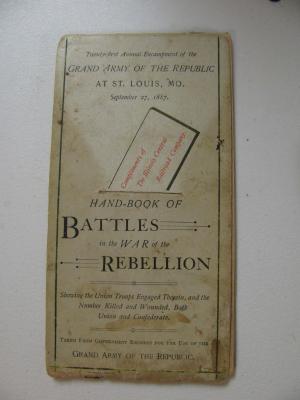 Twenty-first Annual Encampment of the
GRAND ARMY OF THE REPUBLIC
AT ST. LOUIS, MO.
September 27, 1887.
Compliments of
The Illinois Central
Railroad Company.
HAND-BOOK OF
BATTLES
in the WAR of the
REBELLION
Showing the Union Troops Engaged Therein, and the
Number Killed and Wounded, Both
Union and Confederate.
TAKEN FROM GOVERNMENT RECORDS FOR THE USE OF THE
GRAND ARMY OF THE REPUBLIC.